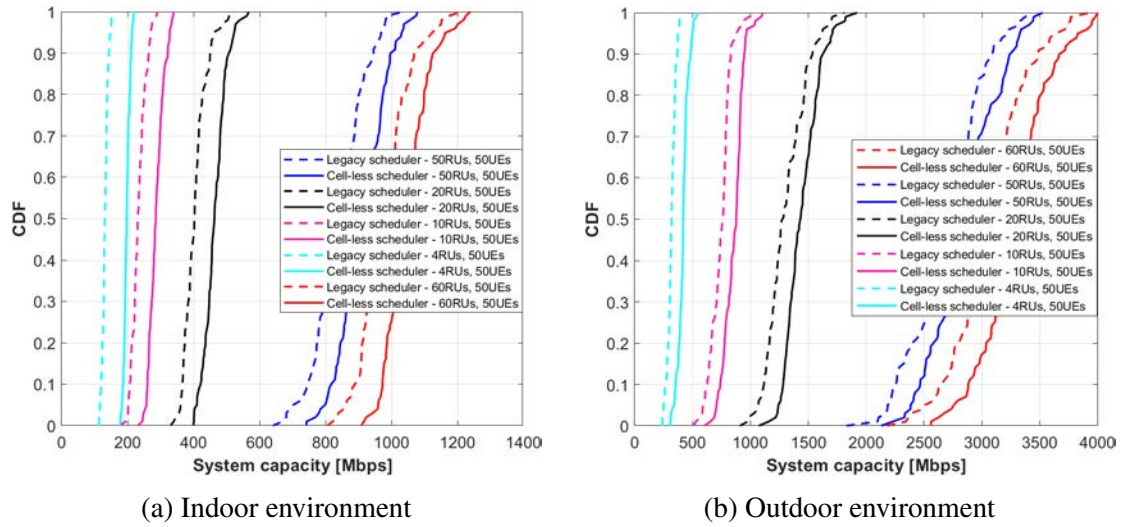 1
0.9
0.8
0.7
0.6
0.5
0.4
0.3
0.2
0.1
0
CDF
Legacy scheduler - 50RUs, 50UEs
Cell-less scheduler - 50RUs, 50UEs
Legacy scheduler - 20RUs, 50UEs
Cell-less scheduler - 20RUs, 50UEs
Legacy scheduler - 10RUs, 50UEs
Cell-less scheduler - 10RUs, 50UEs
Legacy scheduler - 4RUs, 50UEs
Cell-less scheduler - 4RUs, 50UEs
Legacy scheduler - 60RUs, 50UEs
Cell-less scheduler - 60RUs, 50UEs
0 200 400 600 800 1000 1200 1400
System capacity [Mbps]
(a) Indoor environment
1
0.9
0.8
0.7
0.6
0.5
0.4
0.3
0.2
0.1
0
CDF
Legacy scheduler - 60RUs, 50UEs
Cell-less scheduler - 60RUs, 50UEs
Legacy scheduler - 50RUs, 50UEs
Cell-less scheduler - 50RUs, 50UEs
Legacy scheduler - 20RUs, 50UEs
Cell-less scheduler - 20RUs, 50UEs
Legacy scheduler - 10RUs, 50UEs
Cell-less scheduler - 10RUs, 50UEs
Legacy scheduler - 4RUs, 50UEs
Cell-less scheduler - 4RUs, 50UEs
0 500 1000 1500 2000 2500 3000 3500 4000
System capacity [Mbps]
(b) Outdoor environment